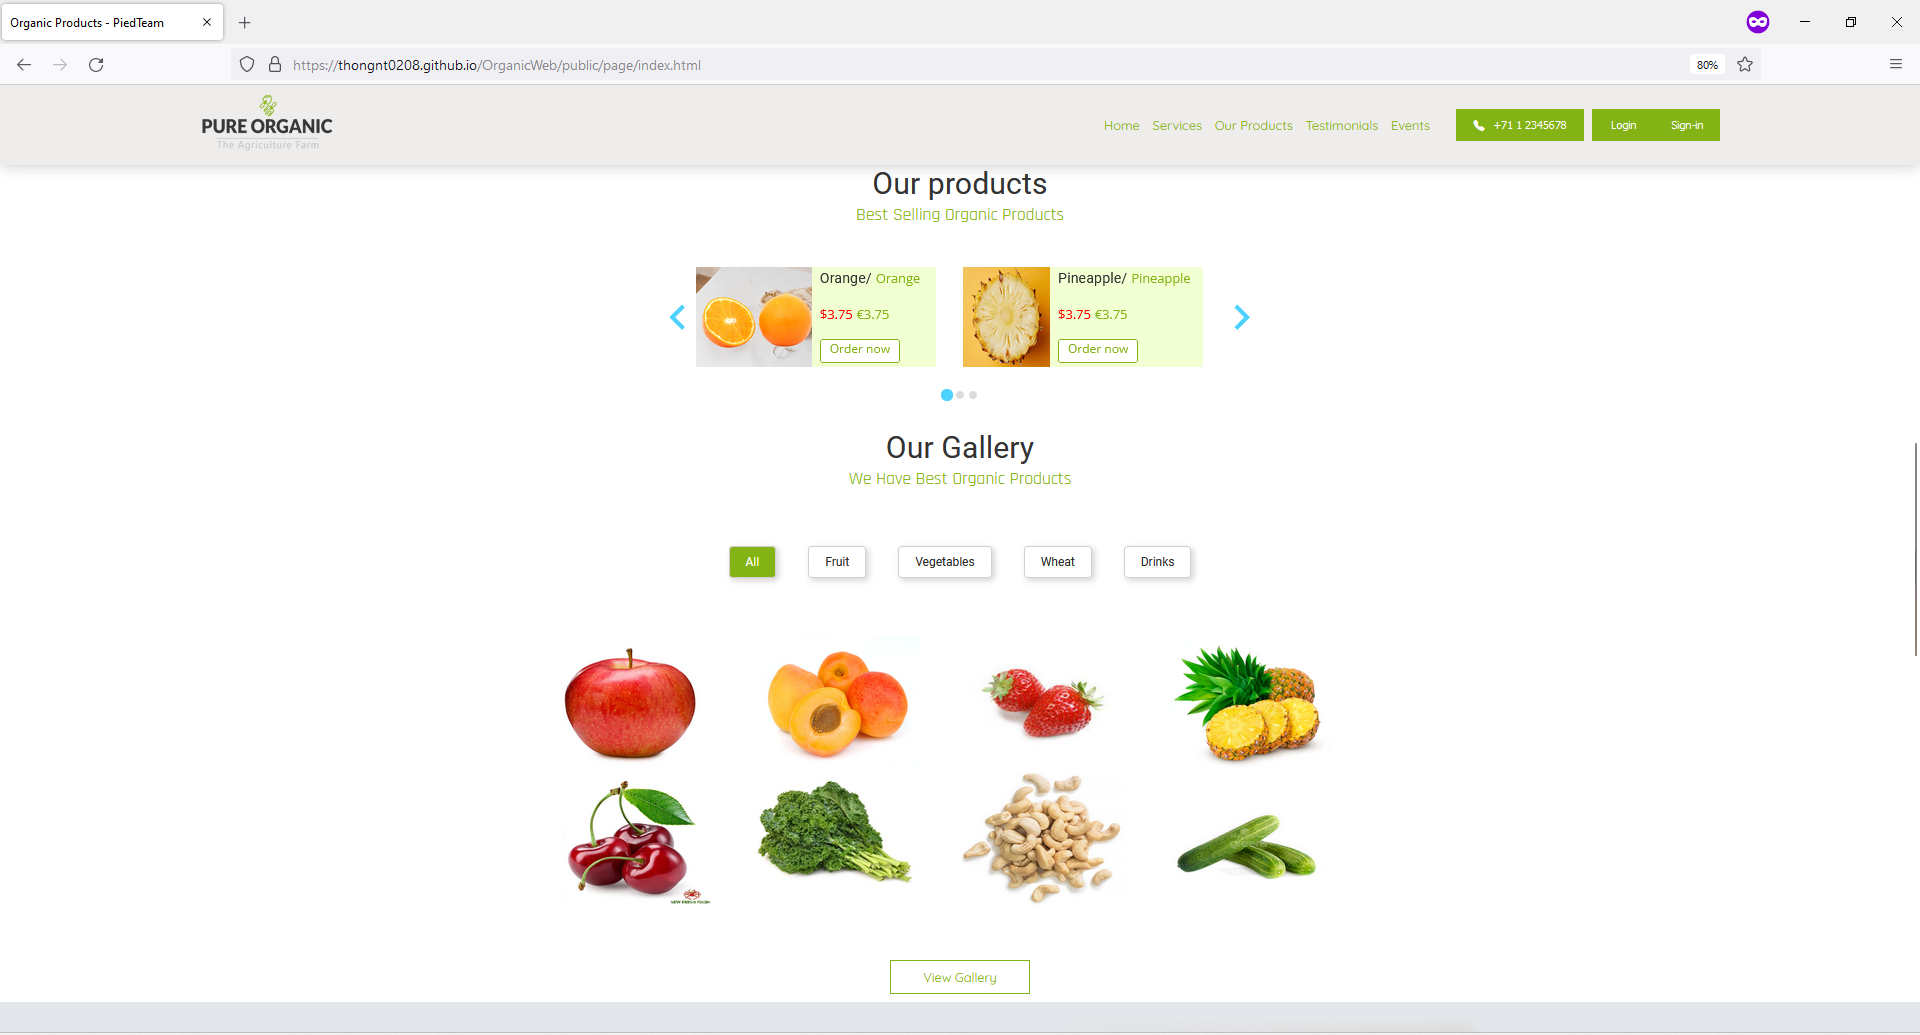 Organic Products - PiedTeam
https://thongnt0208.github.io/OrganicWeb/public/page/index.html
80%
PURE ORGANIC
The Agriculture Farm
Home Services Our Products Testimonials Events
+71 1 2345678
Login Sign-in
Our products
Best Selling Organic Products
Orange/ Orange
$3.75 €3.75
Order now
Pineapple/ Pineapple
$3.75 €3.75
Order now
Our Gallery
We Have Best Organic Products
All Fruit Vegetables Wheat Drinks
NEW FRESH FOODS
View Gallery